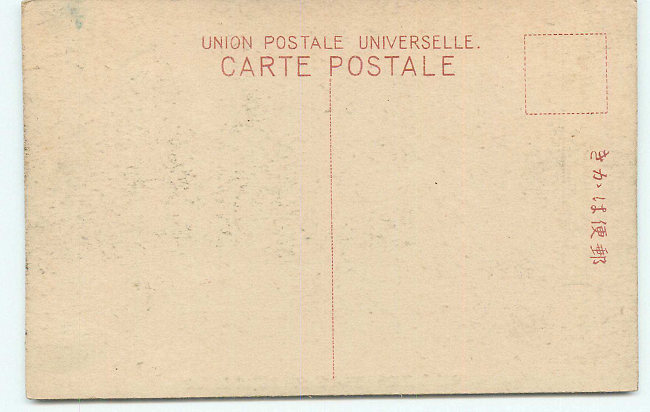 UNION POSTALE UNIVERSELLE.
CARTE POSTALE
きかは便郵